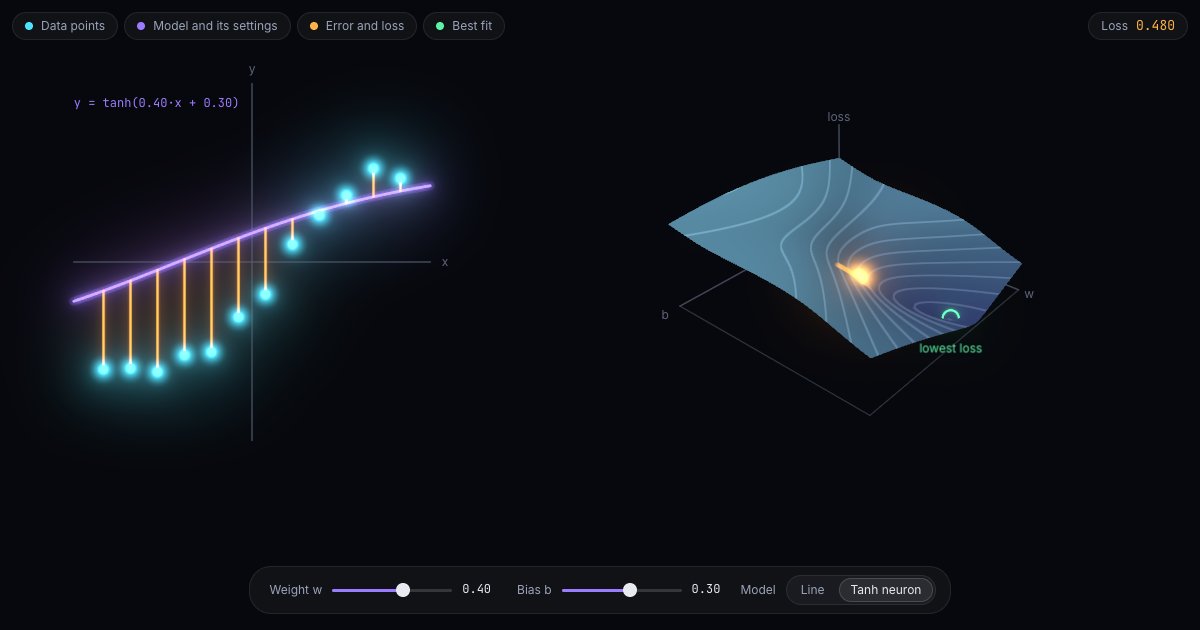 Data points
Model and its settings
Error and loss
Best fit
Loss 0.480
y
y = tanh(0.40·x + 0.30)
x
loss
b
w
lowest loss
Weight w 0.40 Bias b 0.30 Model Line Tanh neuron